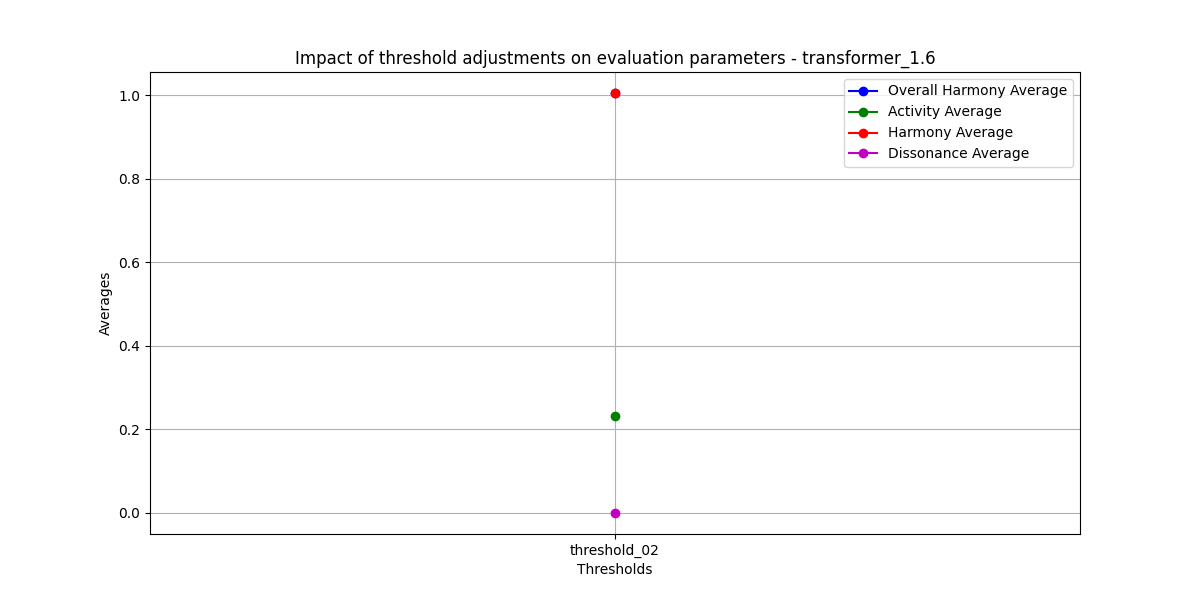 Impact of threshold adjustments on evaluation parameters - transformer_1.6
Overall Harmony Average
Activity Average
Harmony Average
Dissonance Average
Averages
1.0
0.8
0.6
0.4
0.2
0.0
threshold_02
Thresholds